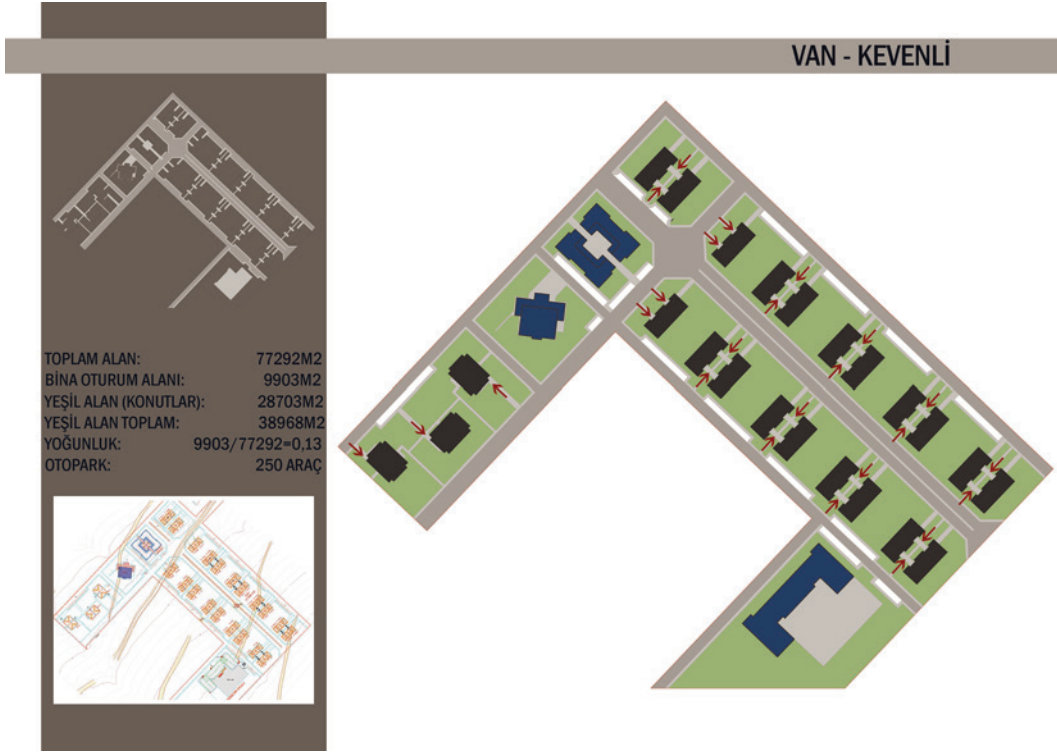 VAN - KEVENLİ
TOPLAM ALAN: 77292M2
BİNA OTURUM ALANI: 9903M2
YEŞİL ALAN (KONUTLAR): 28703M2
YEŞİL ALAN TOPLAM: 38968M2
YOĞUNLUK: 9903/77292=0,13
OTOPARK: 250 ARAÇ